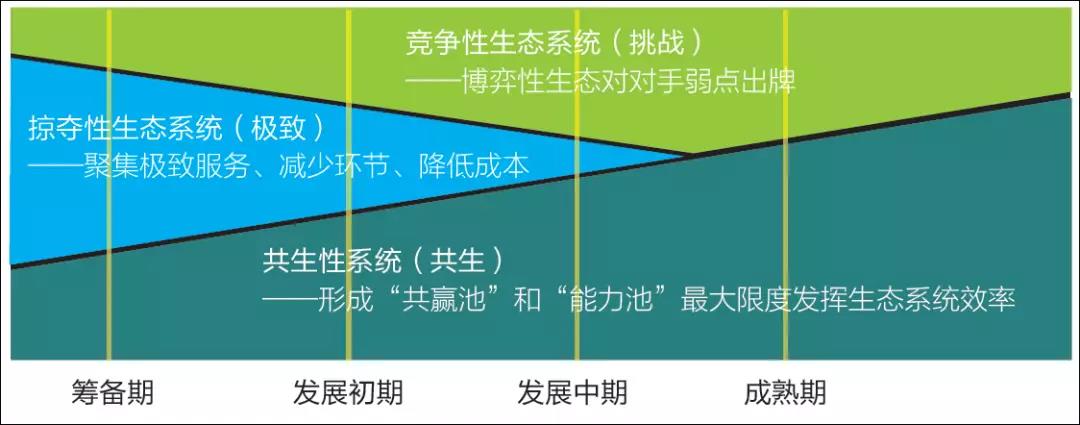 竞争性生态系统（挑战）
——博弈性生态对对手弱点出牌
掠夺性生态系统（极致）
——聚集极致服务、减少环节、降低成本
共生性系统（共生）
——形成“共赢池”和“能力池”最大限度发挥生态系统效率
筹备期
发展初期
发展中期
成熟期